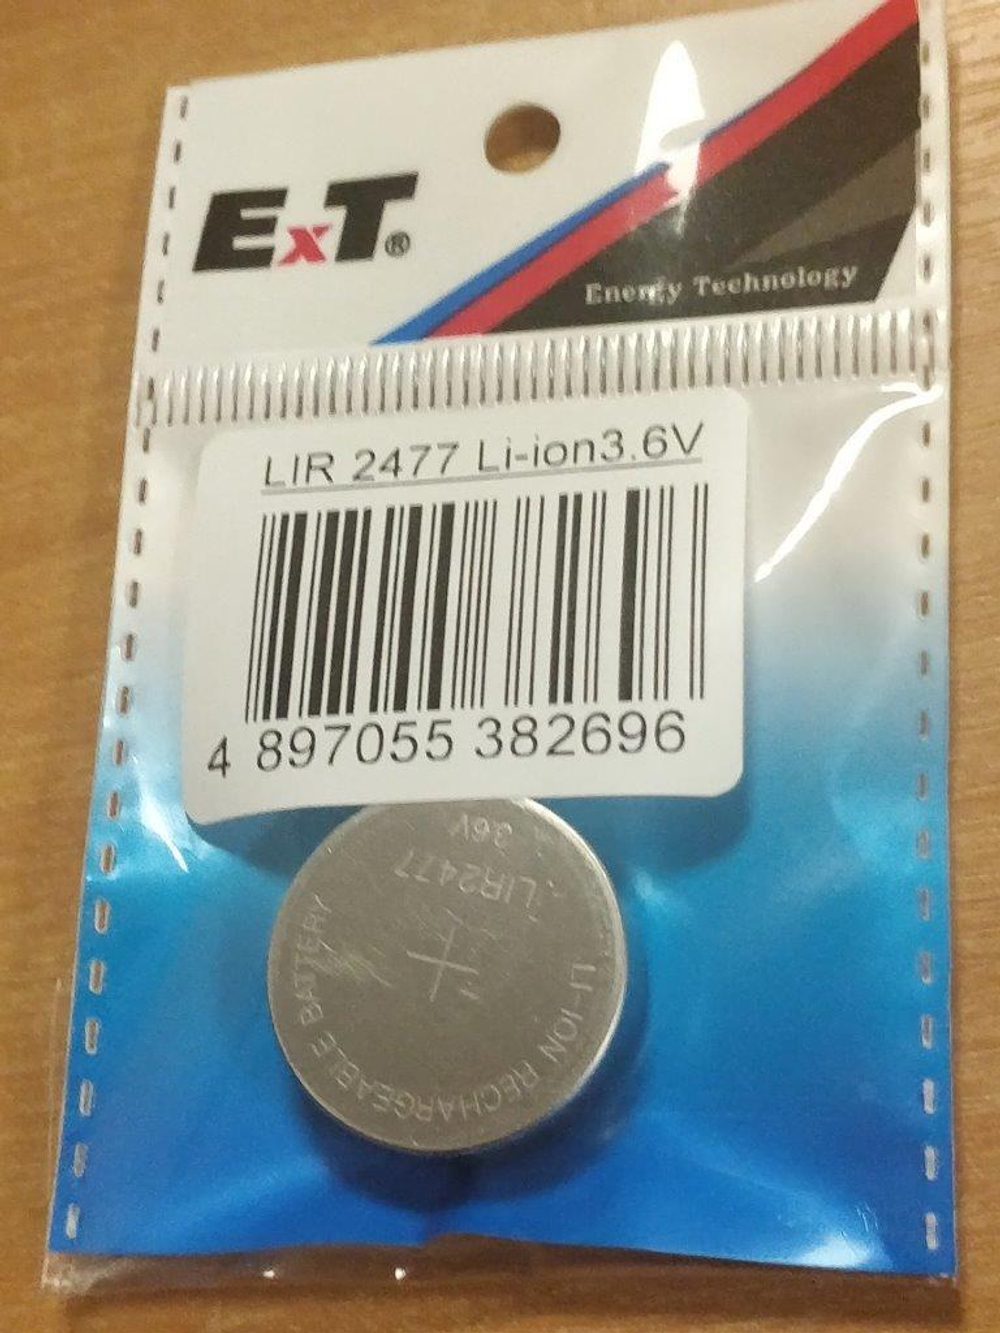 ExT®
Energy Technology
LIR 2477 Li-ion3.6V
4 897055 382696
3.6V
LIR2477
+
LI-ION RECHARGEABLE BATTERY